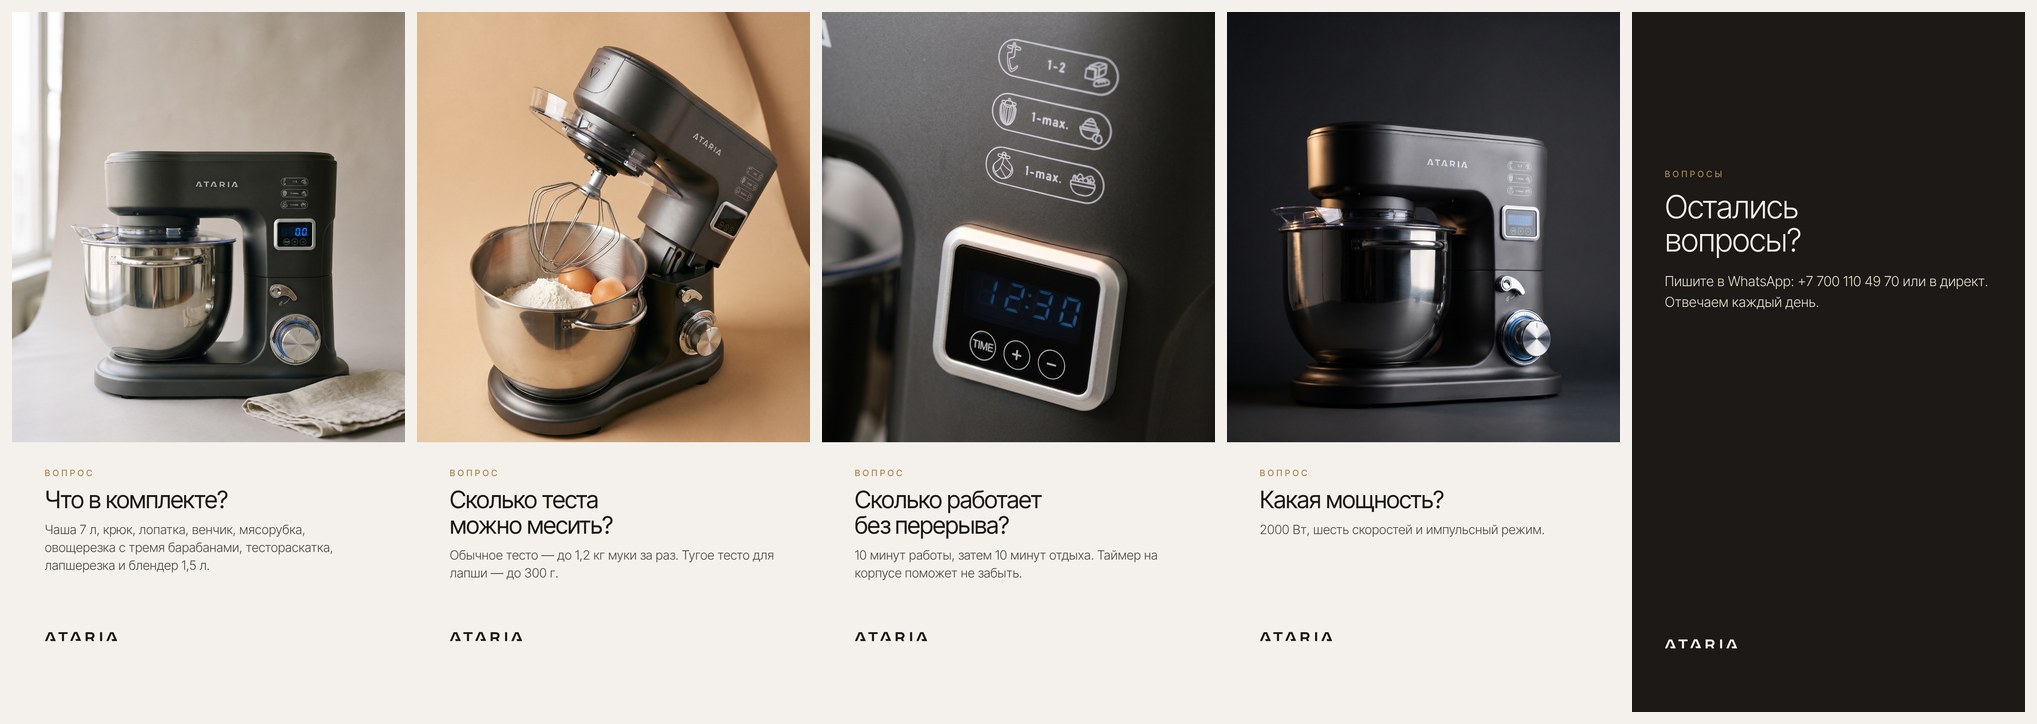 ATARIA
0.0
ВОПРОС
Что в комплекте?
Чаша 7 л, крюк, лопатка, венчик, мясорубка,
овощерезка с тремя барабанами, тестораскатка,
лапшерезка и блендер 1,5 л.
ATARIA
ATARIA
ВОПРОС
Сколько теста
можно месить?
Обычное тесто — до 1,2 кг муки за раз. Тугое тесто для
лапши — до 300 г.
ATARIA
A
1-2
1-max.
1-max.
12:30
TIME
+
−
ВОПРОС
Сколько работает
без перерыва?
10 минут работы, затем 10 минут отдыха. Таймер на
корпусе поможет не забыть.
ATARIA
ATARIA
ВОПРОС
Какая мощность?
2000 Вт, шесть скоростей и импульсный режим.
ATARIA
ВОПРОСЫ
Остались
вопросы?
Пишите в WhatsApp: +7 700 110 49 70 или в директ.
Отвечаем каждый день.
ATARIA